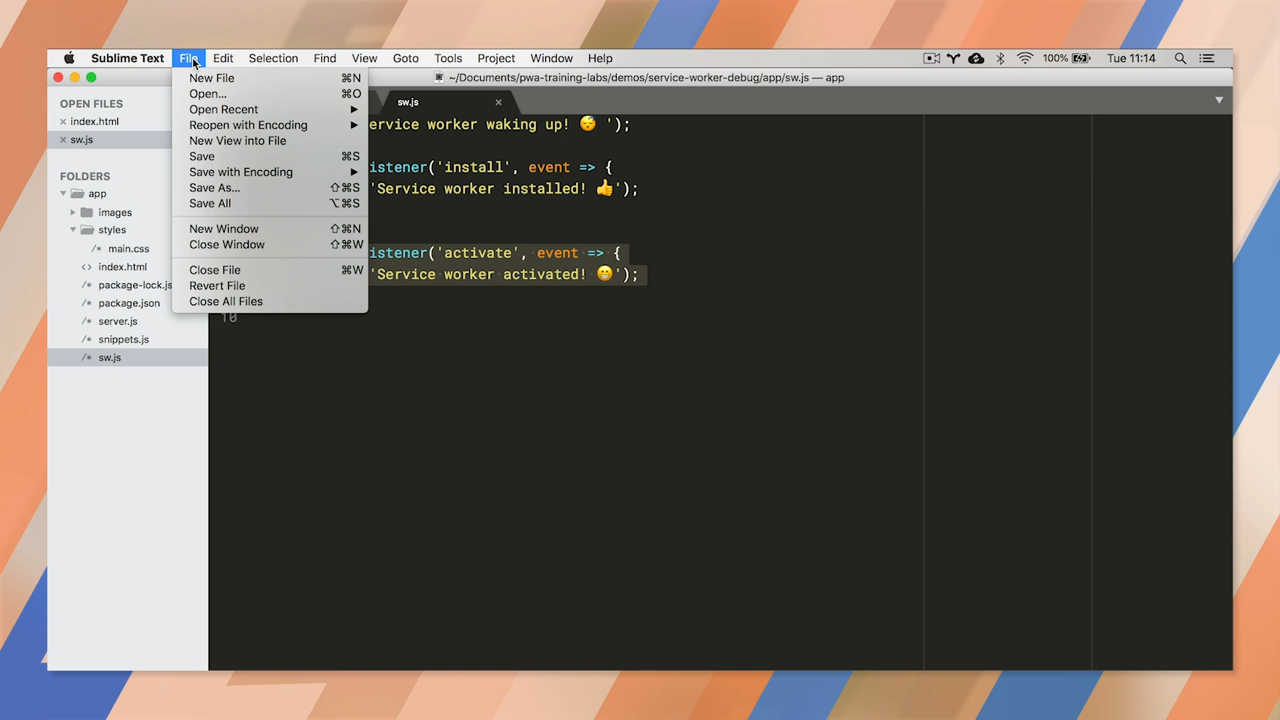 Sublime Text File Edit Selection Find View Goto Tools Project Window Help 100% Tue 11:14
~/Documents/pwa-training-labs/demos/service-worker-debug/app/sw.js — app
OPEN FILES
index.html
sw.js
FOLDERS
app
images
styles
main.css
index.html
package-lock.js
package.json
server.js
snippets.js
sw.js
New File ⌘N
Open... ⌘O
Open Recent ▶
Reopen with Encoding ▶
New View into File
Save ⌘S
Save with Encoding ▶
Save As... ⇧⌘S
Save All ⌥⌘S
New Window ⇧⌘N
Close Window ⇧⌘W
Close File ⌘W
Revert File
Close All Files
sw.js ×
ervice worker waking up! 😴 ');
istener('install', event => {
'Service worker installed! 👍');
istener('activate', event => {
'Service worker activated! 😁');
10